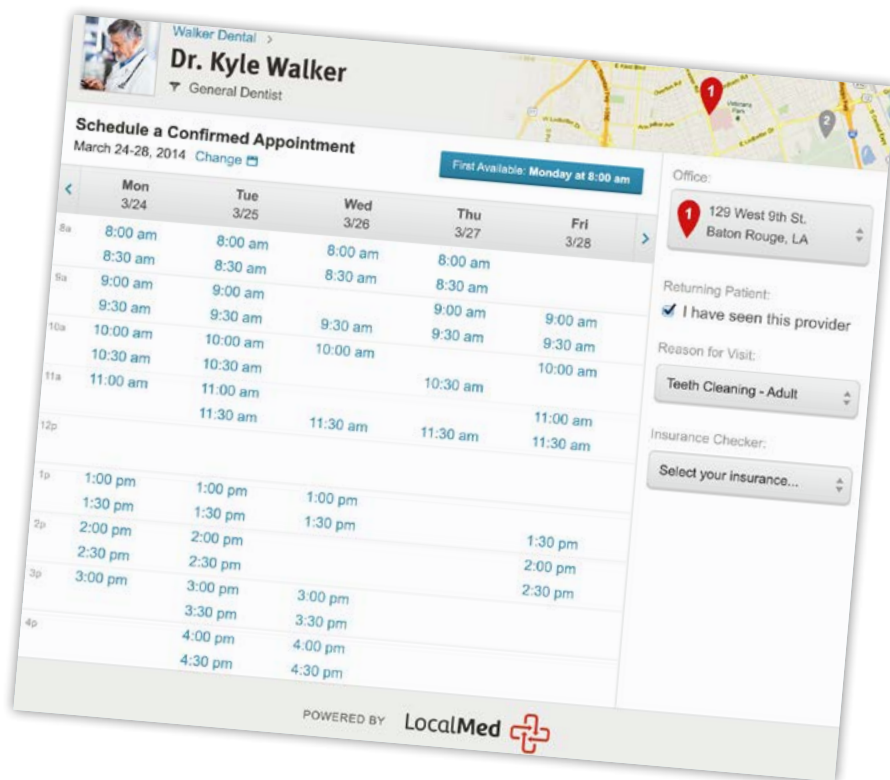 Walker Dental >
Dr. Kyle Walker
General Dentist
Schedule a Confirmed Appointment
March 24-28, 2014 Change
First Available: Monday at 8:00 am
< Mon Tue Wed Thu Fri >
3/24 3/25 3/26 3/27 3/28
8a 8:00 am 8:00 am 8:00 am 8:00 am
8:30 am 8:30 am 8:30 am 8:30 am
9a 9:00 am 9:00 am 9:00 am 9:00 am
9:30 am 9:30 am 9:30 am 9:30 am 9:30 am
10a 10:00 am 10:00 am 10:00 am 10:00 am
10:30 am 10:30 am 10:30 am
11a 11:00 am 11:00 am 11:00 am
11:30 am 11:30 am 11:30 am 11:30 am
12p
1p 1:00 pm 1:00 pm 1:00 pm
1:30 pm 1:30 pm 1:30 pm 1:30 pm
2p 2:00 pm 2:00 pm 2:00 pm
2:30 pm 2:30 pm 2:30 pm
3p 3:00 pm 3:00 pm 3:00 pm
3:30 pm 3:30 pm
4p 4:00 pm 4:00 pm
4:30 pm 4:30 pm
1
2
Veterans
Park
Office:
1 129 West 9th St.
Baton Rouge, LA
Returning Patient:
I have seen this provider
Reason for Visit:
Teeth Cleaning - Adult
Insurance Checker:
Select your insurance...
POWERED BY LocalMed